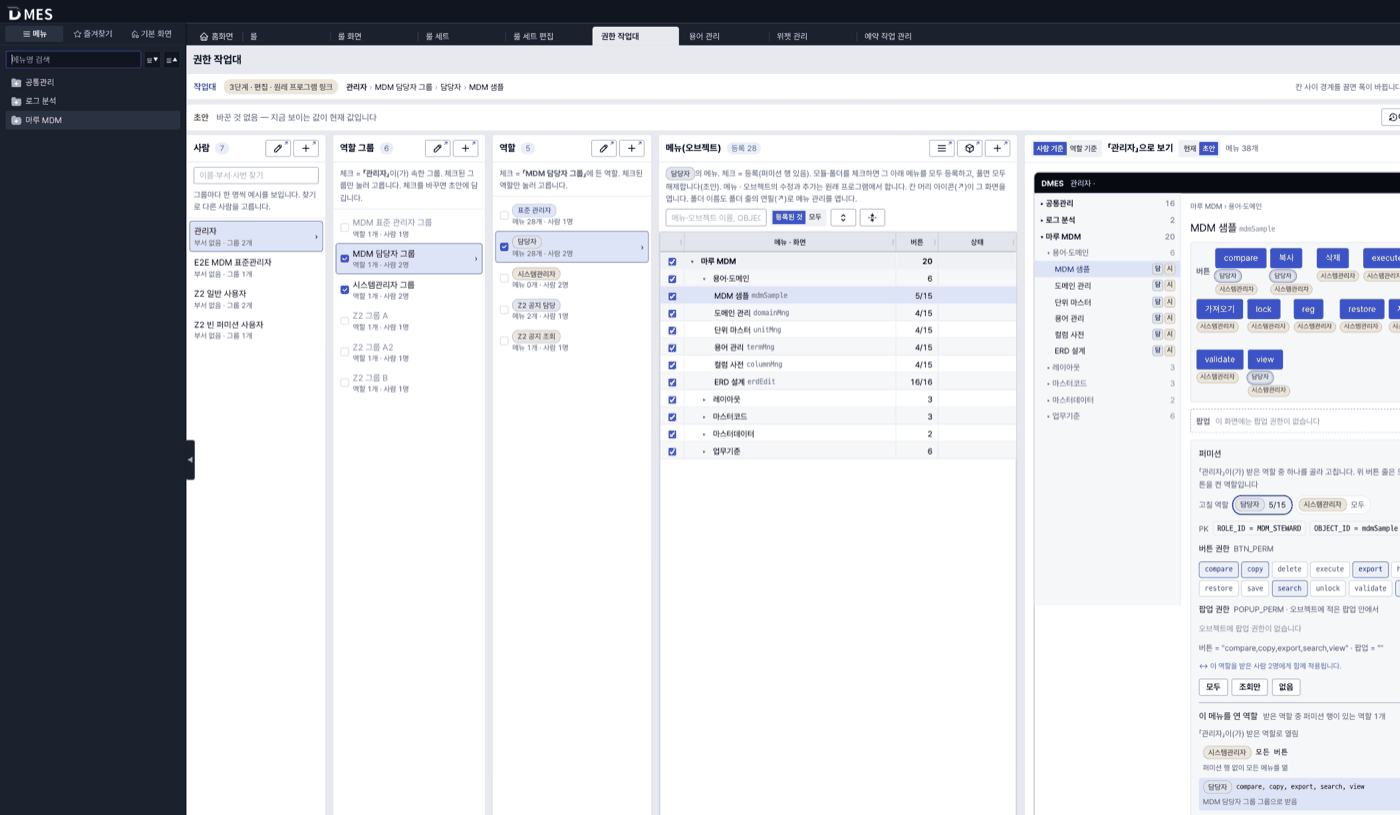 DMES
메뉴
즐겨찾기
기본 화면
홈화면
롤
롤 화면
롤 세트
롤 세트 편집
권한 작업대
용어 관리
위젯 관리
예약 작업 관리
메뉴명 검색
공통관리
로그 분석
마루 MDM
권한 작업대
작업대 3단계 · 편집 · 원래 프로그램 링크 관리자 › MDM 담당자 그룹 › 담당자 › MDM 샘플
칸 사이 경계를 끌면 폭이 바뀝니다
초안 바꾼 것 없음 — 지금 보이는 값이 현재 값입니다
사람 7
이름·부서·사번 찾기
그룹마다 한 명씩 예시를 보입니다. 찾기
로 다른 사람을 고릅니다.
관리자
부서 없음 · 그룹 2개
E2E MDM 표준관리자
부서 없음 · 그룹 1개
Z2 일반 사용자
부서 없음 · 그룹 2개
Z2 빈 퍼미션 사용자
부서 없음 · 그룹 1개
역할 그룹 6
체크 = 「관리자」이(가) 속한 그룹. 체크된 그
룹만 눌러 고릅니다. 체크를 바꾸면 초안에 담
깁니다.
MDM 표준 관리자 그룹
역할 1개 · 사람 1명
MDM 담당자 그룹
역할 1개 · 사람 2명
시스템관리자 그룹
역할 1개 · 사람 2명
Z2 그룹 A
역할 1개 · 사람 1명
Z2 그룹 A2
역할 1개 · 사람 1명
Z2 그룹 B
역할 1개 · 사람 1명
역할 5
체크 = 「MDM 담당자 그룹」에 든 역할. 체크된
역할만 눌러 고릅니다.
표준 관리자
메뉴 28개 · 사람 1명
담당자
메뉴 28개 · 사람 2명
시스템관리자
메뉴 0개 · 사람 2명
Z2 공지 담당
메뉴 2개 · 사람 1명
Z2 공지 조회
메뉴 1개 · 사람 1명
메뉴(오브젝트) 등록 28
담당자의 메뉴. 체크 = 등록(퍼미션 행 있음). 모듈·폴더를 체크하면 그 아래 메뉴를 모두 등록하고, 풀면 모두
해제합니다(초안). 메뉴 · 오브젝트의 수정과 추가는 원래 프로그램에서 합니다. 칸 머리 아이콘(↗)이 그 화면을
엽니다. 폴더 이름도 폴더 줄의 연필(↗)로 메뉴 관리를 엽니다.
메뉴·오브젝트 이름, OBJEC 등록된 것 모두
메뉴 · 화면 버튼 상태
마루 MDM 20
용어·도메인 6
MDM 샘플 mdmSample 5/15
도메인 관리 domainMng 4/15
단위 마스터 unitMng 4/15
용어 관리 termMng 4/15
컬럼 사전 columnMng 4/15
ERD 설계 erdEdit 16/16
레이아웃 3
마스터코드 3
마스터데이터 2
업무기준 6
사람 기준 역할 기준 「관리자」으로 보기 현재 초안 메뉴 38개
DMES 관리자 ·
공통관리 16
로그 분석 2
마루 MDM 20
용어·도메인 6
MDM 샘플 담 시
도메인 관리 담 시
단위 마스터 담 시
용어 관리 담 시
컬럼 사전 담 시
ERD 설계 담 시
레이아웃 3
마스터코드 3
마스터데이터 2
업무기준 6
마루 MDM › 용어·도메인
MDM 샘플 mdmSample
버튼
compare 담당자 시스템관리자
복사 담당자 시스템관리자
삭제 시스템관리자
execute 시스템관리자
가져오기 시스템관리자
lock 시스템관리자
reg 시스템관리자
restore 시스템관리자
validate 시스템관리자
view 담당자 시스템관리자
팝업 이 화면에는 팝업 권한이 없습니다
퍼미션
「관리자」이(가) 받은 역할 중 하나를 골라 고칩니다. 위 버튼 줄은
튼을 켠 역할입니다
고칠 역할 담당자 5/15 시스템관리자 모두
PK ROLE_ID = MDM_STEWARD OBJECT_ID = mdmSample
버튼 권한 BTN_PERM
compare copy delete execute export
restore save search unlock validate
팝업 권한 POPUP_PERM · 오브젝트에 적은 팝업 안에서
오브젝트에 팝업 권한이 없습니다
버튼 = "compare,copy,export,search,view" · 팝업 = ""
↔ 이 역할을 받은 사람 2명에게 함께 적용됩니다.
모두 조회만 없음
이 메뉴를 연 역할 받은 역할 중 퍼미션 행이 있는 역할 1개
「관리자」이(가) 받은 역할로 열림
시스템관리자 모든 버튼
퍼미션 행 없이 모든 메뉴를 엶
담당자 compare, copy, export, search, view
MDM 담당자 그룹 그룹으로 받음